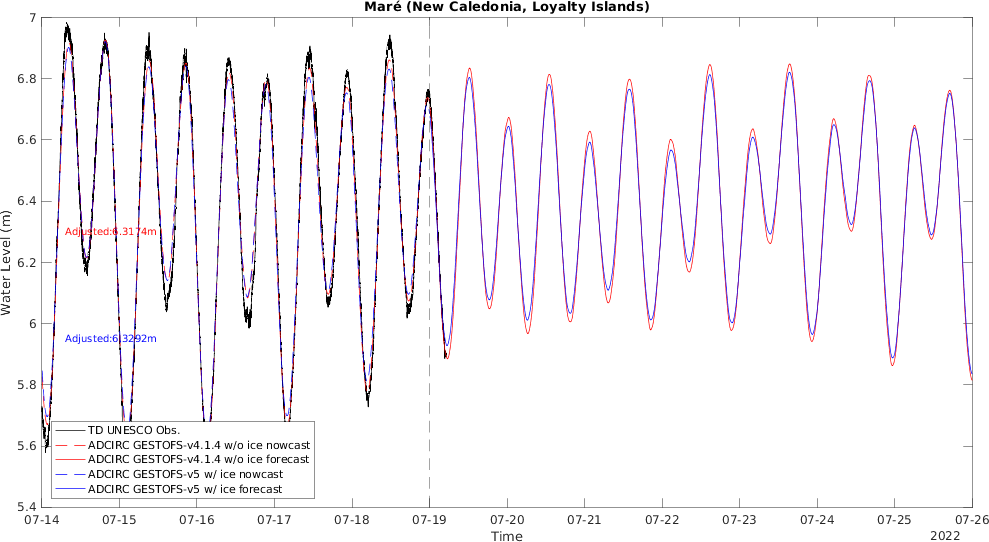 Maré (New Caledonia, Loyalty Islands)
7
6.8
6.6
6.4
6.2
6
5.8
5.6
5.4
Water Level (m)
Adjusted:6.3174m
Adjusted:6.3292m
TD UNESCO Obs.
ADCIRC GESTOFS-v4.1.4 w/o ice nowcast
ADCIRC GESTOFS-v4.1.4 w/o ice forecast
ADCIRC GESTOFS-v5 w/ ice nowcast
ADCIRC GESTOFS-v5 w/ ice forecast
07-14 07-15 07-16 07-17 07-18 07-19 07-20 07-21 07-22 07-23 07-24 07-25 07-26
Time
2022